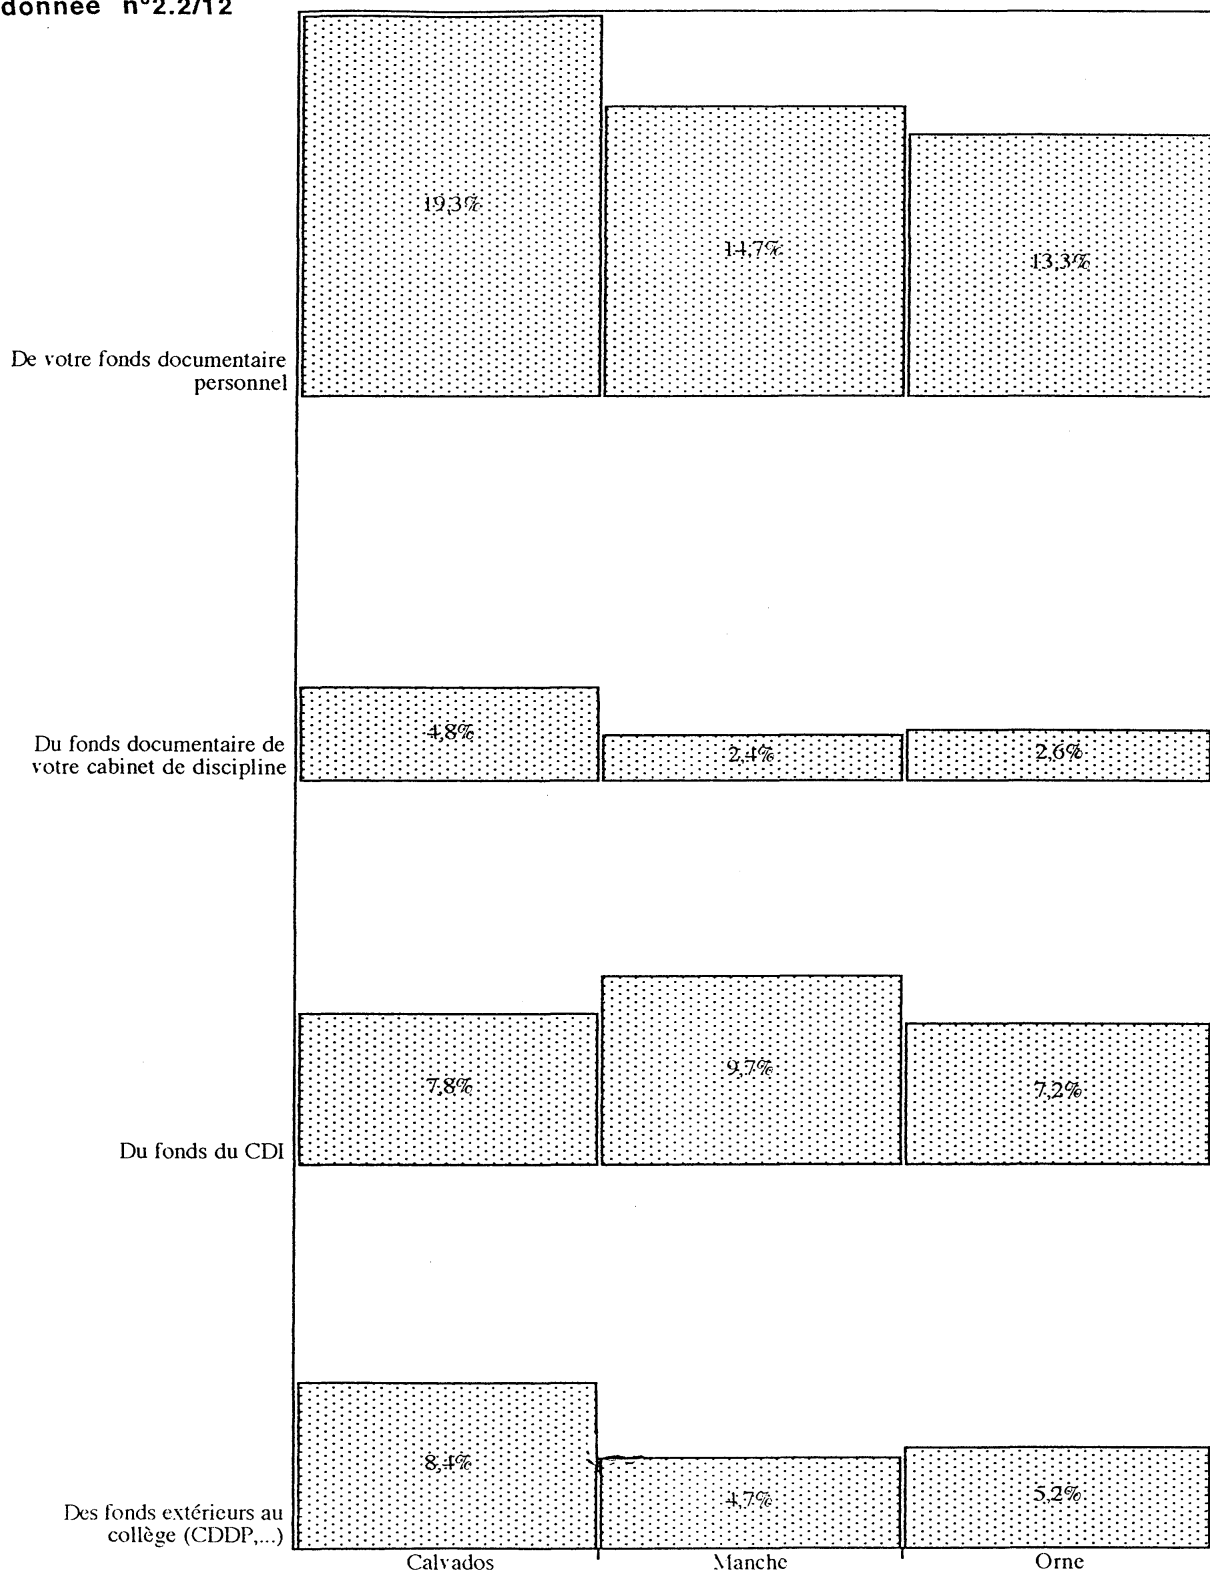 donnée n°2.2/12
19,3%
14,7%
13,3%
De votre fonds documentaire
personnel
4,8%
2,4%
2,6%
Du fonds documentaire de
votre cabinet de discipline
7,8%
9,7%
7,2%
Du fonds du CDI
8,4%
4,7%
5,2%
Des fonds extérieurs au
collège (CDDP,...)
Calvados Manche Orne